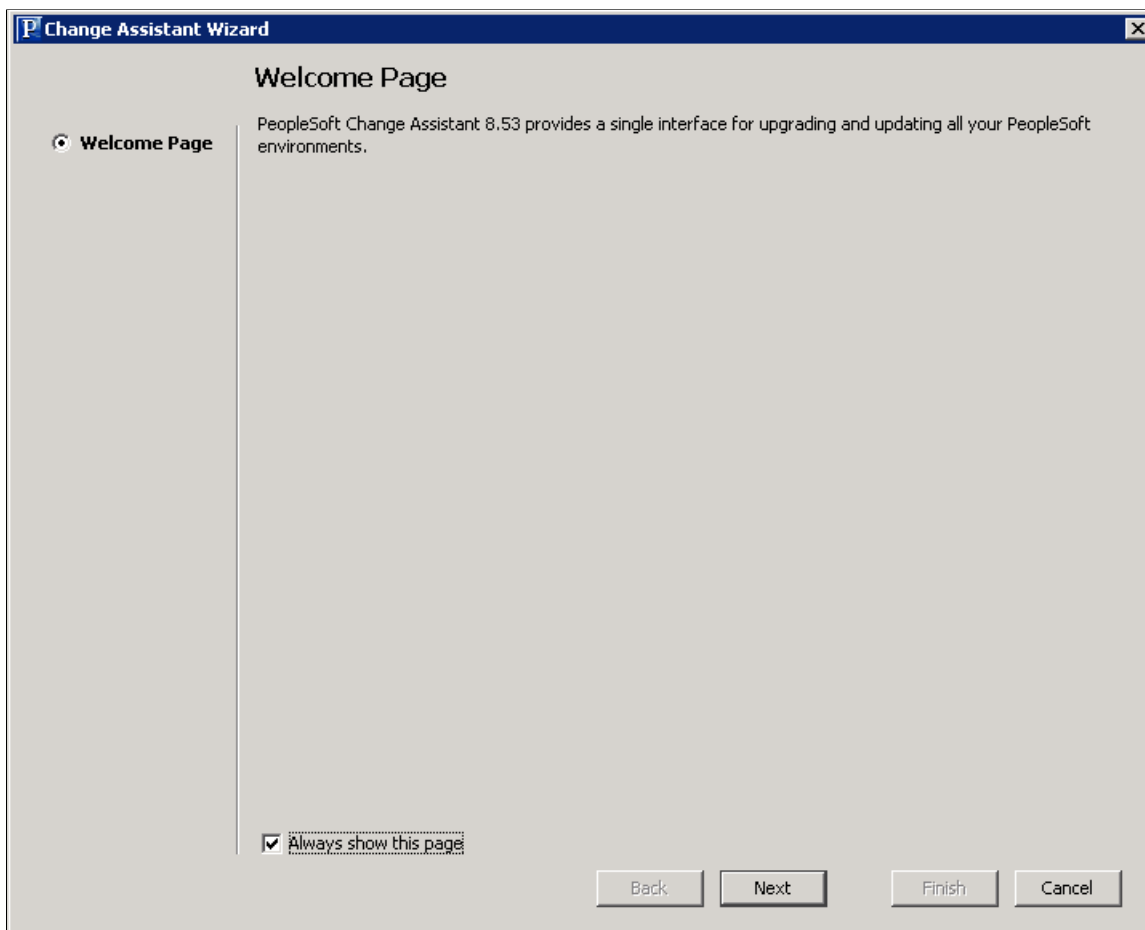 P Change Assistant Wizard
Welcome Page
Welcome Page
PeopleSoft Change Assistant 8.53 provides a single interface for upgrading and updating all your PeopleSoft
environments.
Always show this page
Back Next Finish Cancel